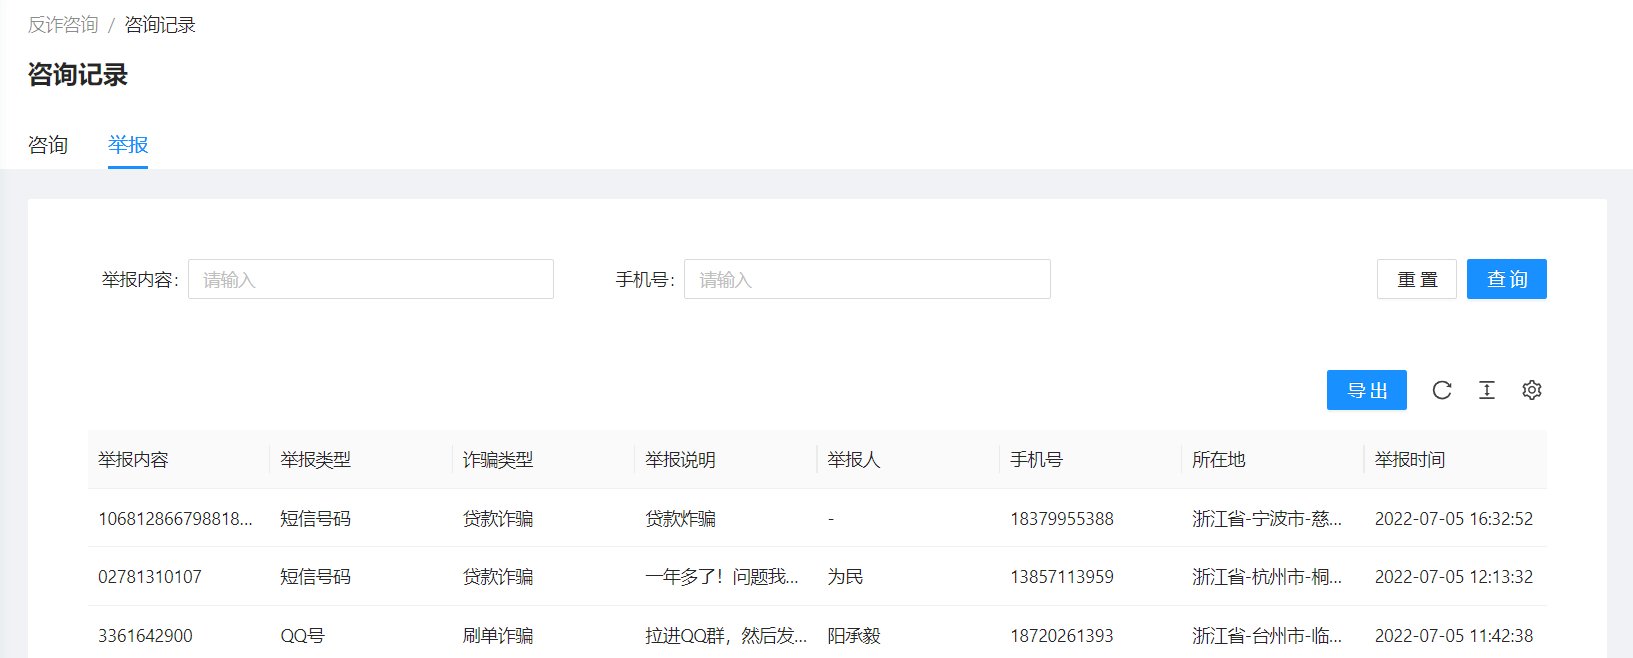 反诈咨询 / 咨询记录
咨询记录
咨询 举报
举报内容: 请输入 手机号: 请输入 重 置 查 询
导 出
举报内容 举报类型 诈骗类型 举报说明 举报人 手机号 所在地 举报时间
106812866798818... 短信号码 贷款诈骗 贷款炸骗 - 18379955388 浙江省-宁波市-慈... 2022-07-05 16:32:52
02781310107 短信号码 贷款诈骗 一年多了！问题我... 为民 13857113959 浙江省-杭州市-桐... 2022-07-05 12:13:32
3361642900 QQ号 刷单诈骗 拉进QQ群，然后发... 阳承毅 18720261393 浙江省-台州市-临... 2022-07-05 11:42:38